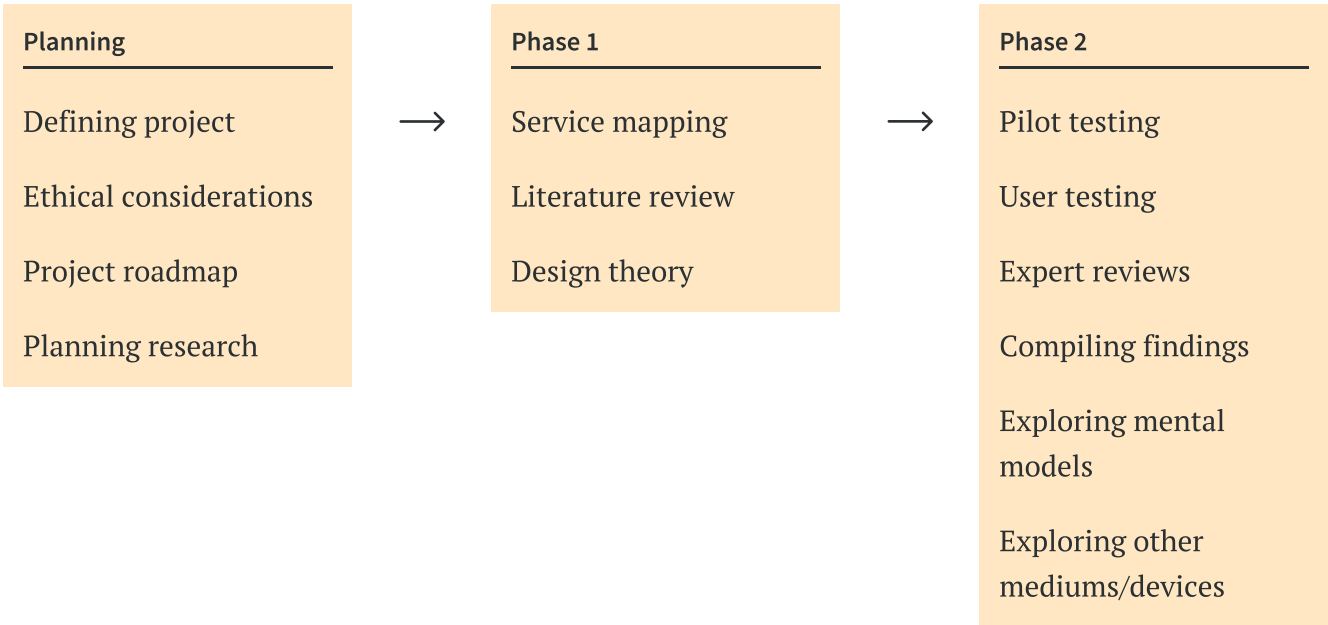 Planning
Defining project
Ethical considerations
Project roadmap
Planning research
Phase 1
Service mapping
Literature review
Design theory
Phase 2
Pilot testing
User testing
Expert reviews
Compiling findings
Exploring mental
models
Exploring other
mediums/devices